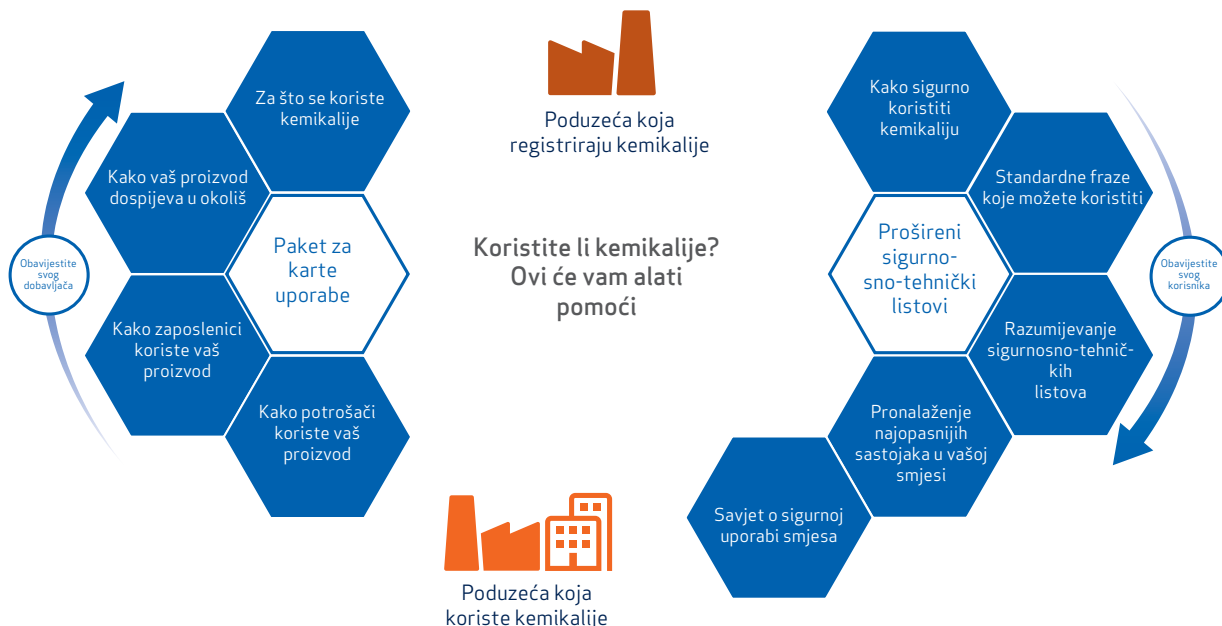 Za što se koriste
kemikalije
Kako vaš proizvod
dospijeva u okoliš
Obavijestite
svog
dobavljača
Paket za
karte
uporabe
Kako zaposlenici
koriste vaš
proizvod
Kako potrošači
koriste vaš
proizvod
Poduzeća koja
registriraju kemikalije
Koristite li kemikalije?
Ovi će vam alati
pomoći
Poduzeća koja
koriste kemikalije
Kako sigurno
koristiti
kemikaliju
Standardne fraze
koje možete koristiti
Prošireni
sigurno-
sno-tehnički
listovi
Obavijestite
svog
korisnika
Razumijevanje
sigurnosno-tehnič-
kih
listova
Pronalaženje
najopasnijih
sastojaka u vašoj
smjesi
Savjet o sigurnoj
uporabi smjesa